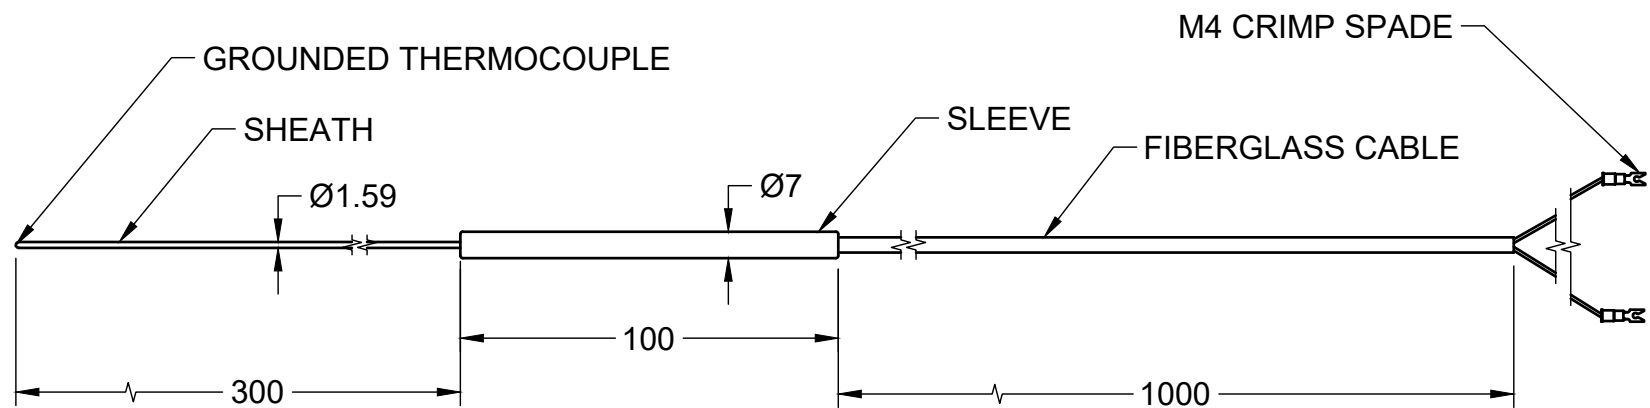 M4 CRIMP SPADE
GROUNDED THERMOCOUPLE
SHEATH
SLEEVE
FIBERGLASS CABLE
Ø1.59
Ø7
100
300
1000